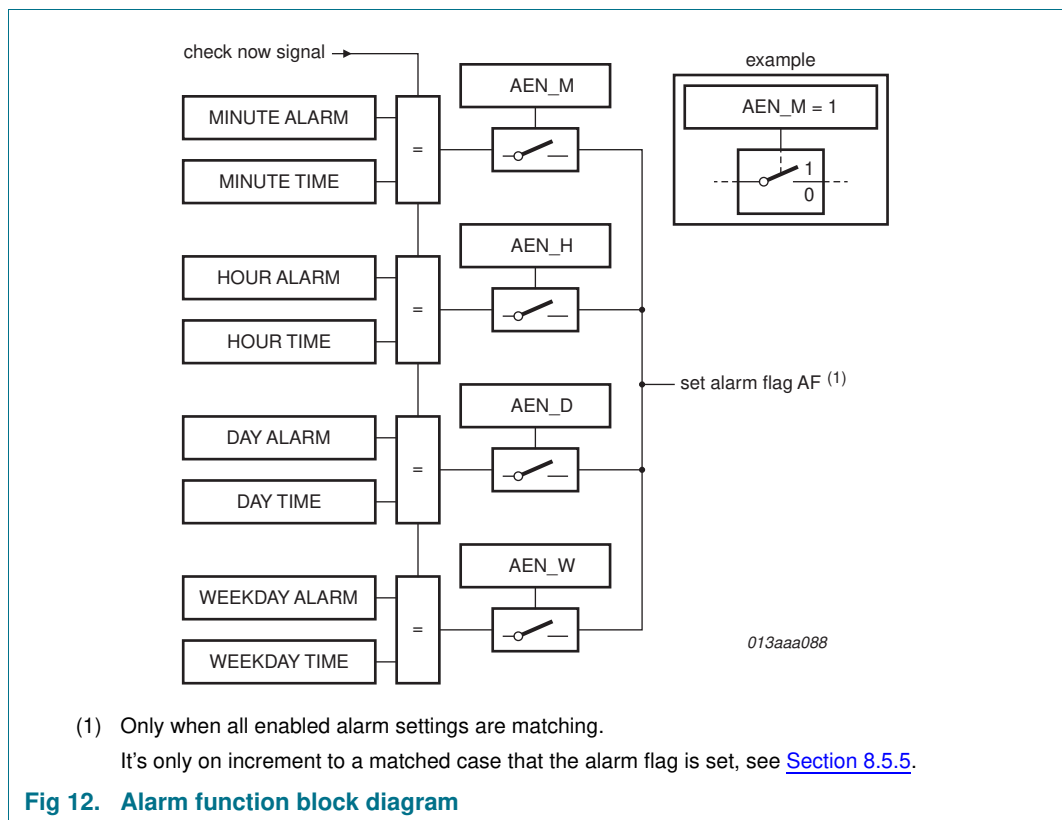 check now signal
example
AEN_M
AEN_M = 1
MINUTE ALARM
=
MINUTE TIME
1
0
AEN_H
HOUR ALARM
=
HOUR TIME
set alarm flag AF (1)
AEN_D
DAY ALARM
=
DAY TIME
AEN_W
WEEKDAY ALARM
=
WEEKDAY TIME
013aaa088
(1) Only when all enabled alarm settings are matching.
It's only on increment to a matched case that the alarm flag is set, see Section 8.5.5.
Fig 12. Alarm function block diagram